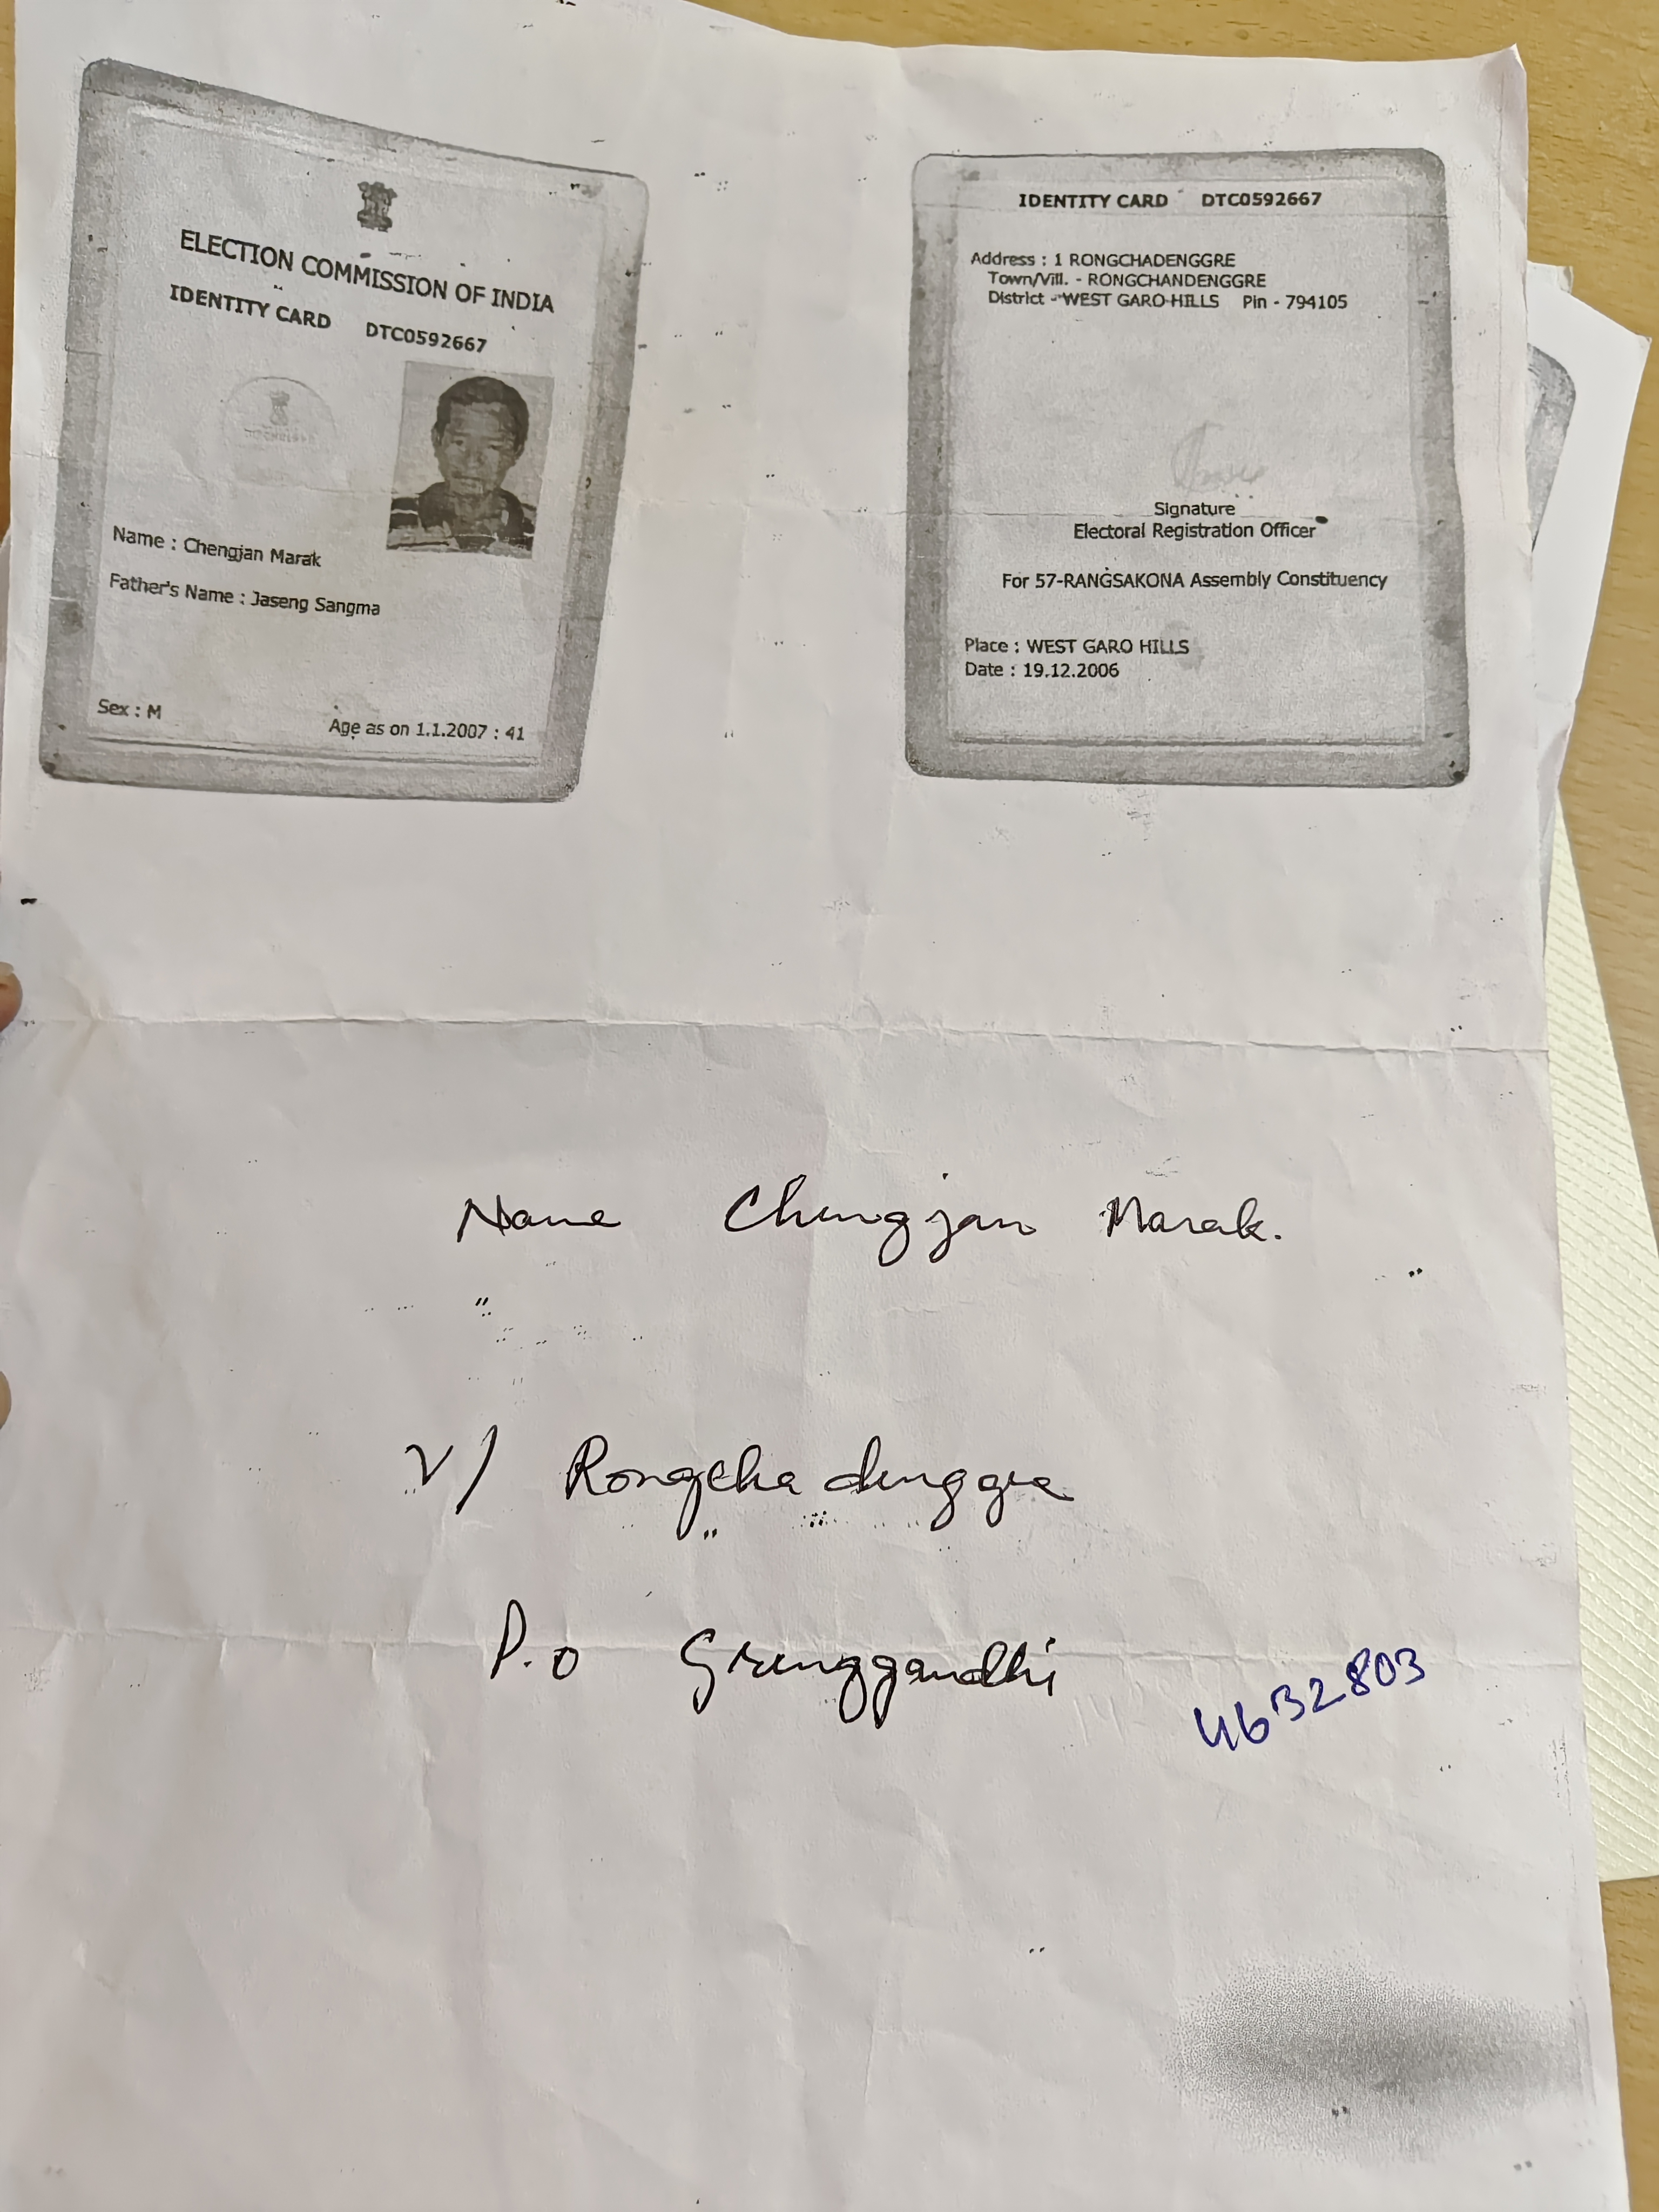 ELECTION COMMISSION OF INDIA
IDENTITY CARD DTC0592667
Name : Chengjan Marak
Father's Name : Jaseng Sangma
Sex : M Age as on 1.1.2007 : 41
IDENTITY CARD DTC0592667
Address : 1 RONGCHADENGGRE
Town/Vill. - RONGCHANDENGGRE
District - WEST GARO HILLS Pin - 794105
Signature
Electoral Registration Officer
For 57-RANGSAKONA Assembly Constituency
Place : WEST GARO HILLS
Date : 19.12.2006
Name Chengjan Marak.
V/ Rongcha denggre
P.O
4632803